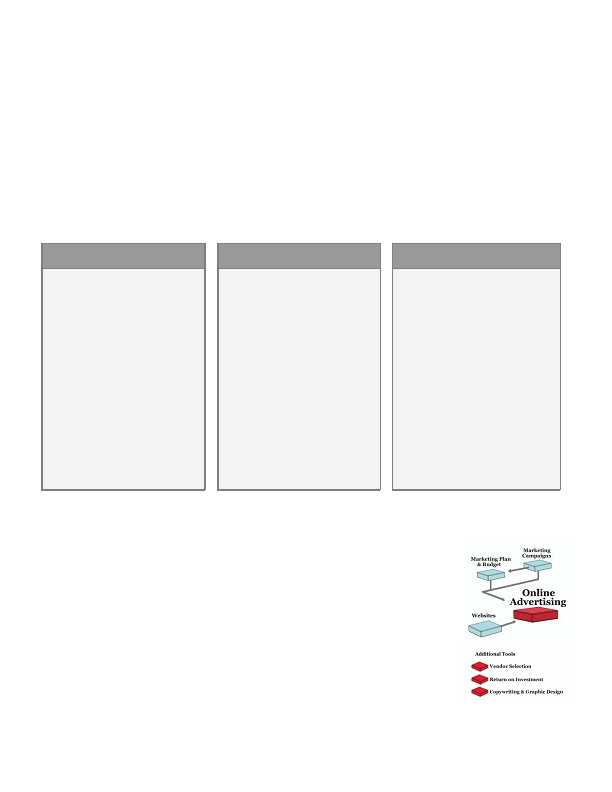 Marketing
Campaigns
Marketing Plan
& Budget
Online
Advertising
Websites
Additional Tools
Vendor Selection
Return on Investment
Copywriting & Graphic Design